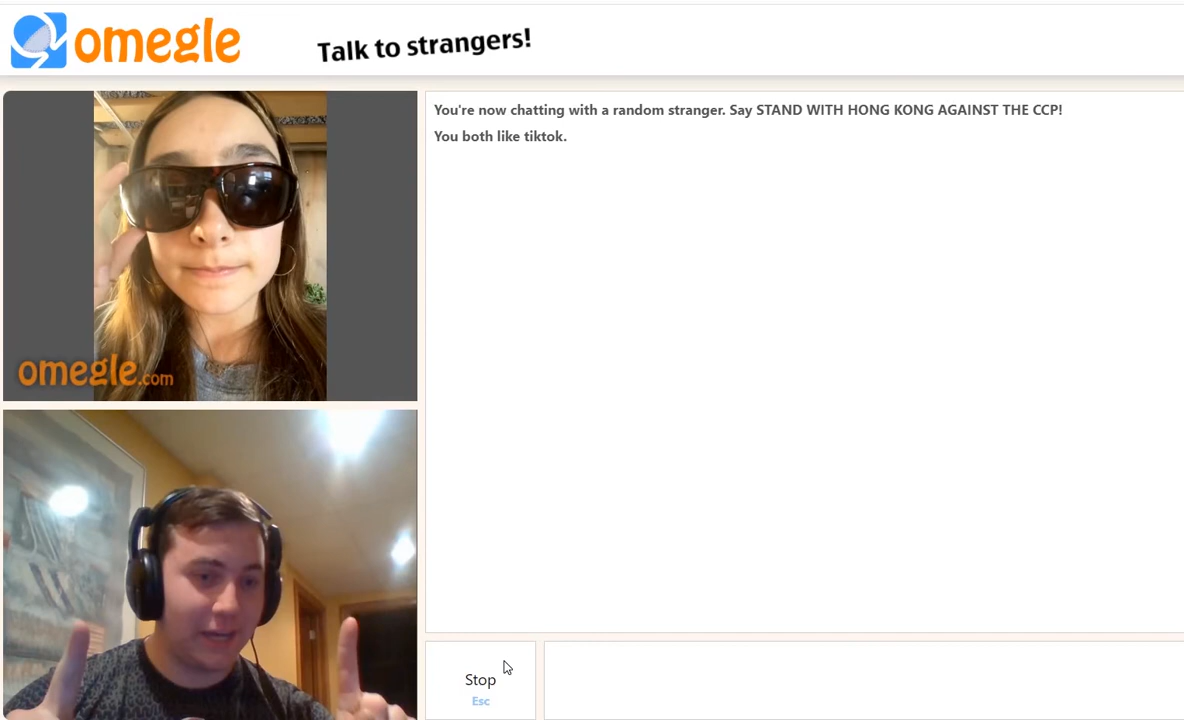 omegle
Talk to strangers!
You're now chatting with a random stranger. Say STAND WITH HONG KONG AGAINST THE CCP!
You both like tiktok.
omegle.com
Stop
Esc